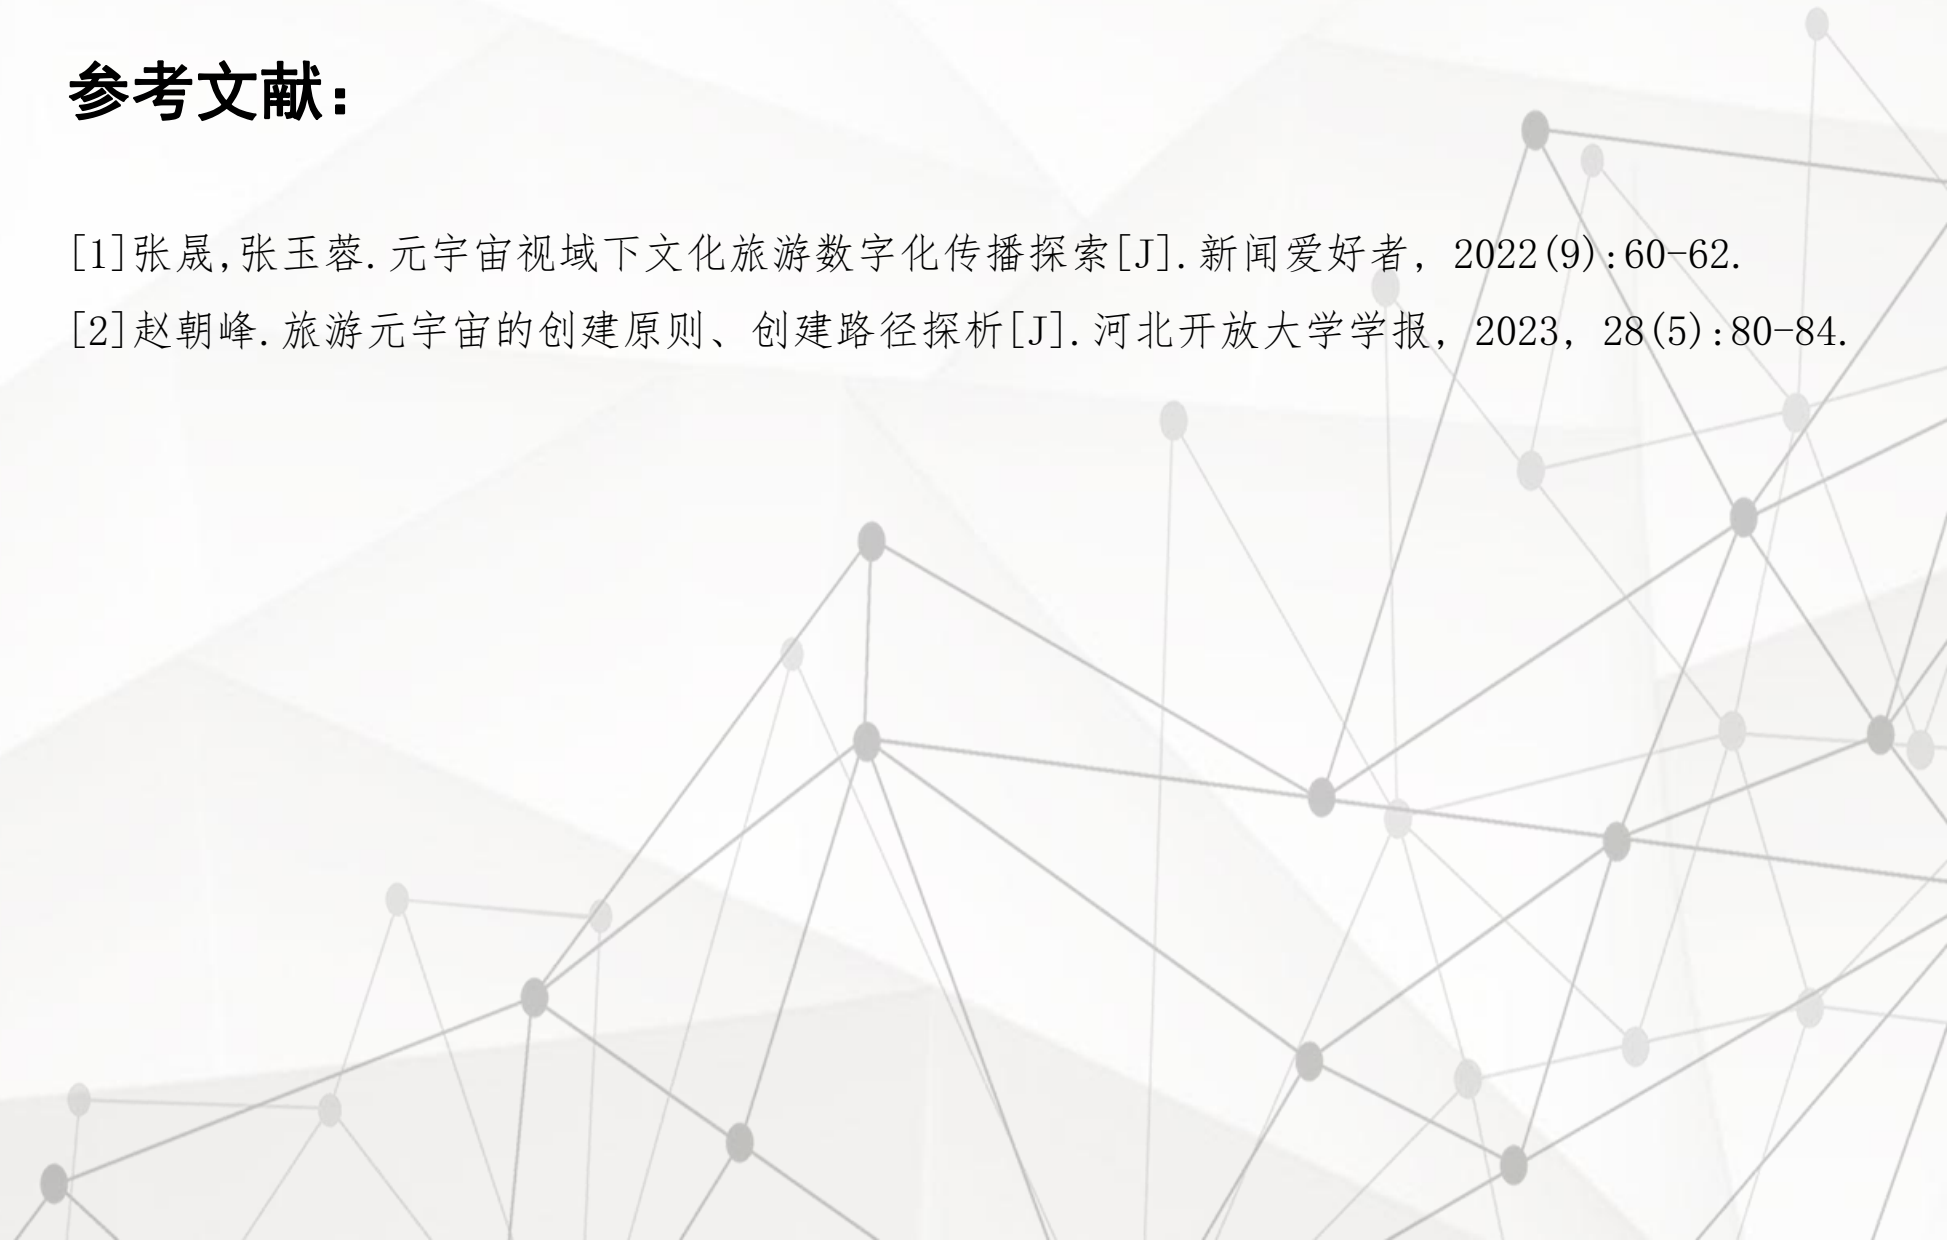 参考文献：
[1]张晟,张玉蓉.元宇宙视域下文化旅游数字化传播探索[J].新闻爱好者，2022(9):60-62.
[2]赵朝峰.旅游元宇宙的创建原则、创建路径探析[J].河北开放大学学报，2023，28(5):80-84.